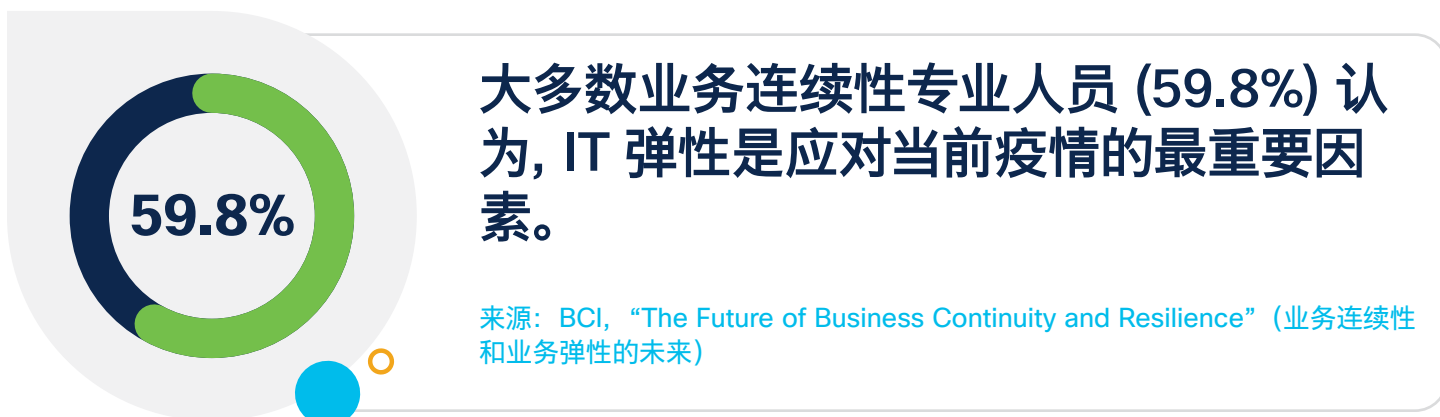 59.8%
大多数业务连续性专业人员 (59.8%) 认
为, IT 弹性是应对当前疫情的最重要因
素。
来源：BCI，“The Future of Business Continuity and Resilience”（业务连续性
和业务弹性的未来）